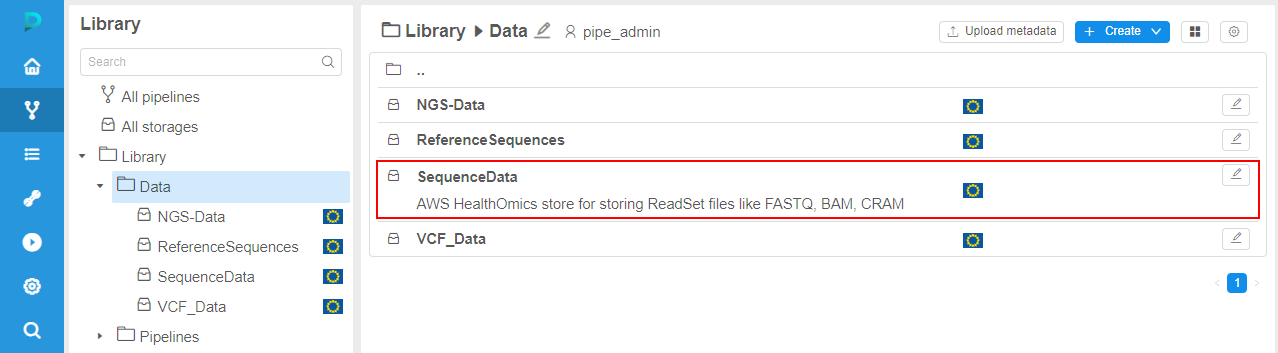 Library
Search
All pipelines
All storages
Library
Data
NGS-Data
ReferenceSequences
SequenceData
VCF_Data
Pipelines
Library Data pipe_admin Upload metadata + Create
..
NGS-Data
ReferenceSequences
SequenceData
AWS HealthOmics store for storing ReadSet files like FASTQ, BAM, CRAM
VCF_Data
< 1 >